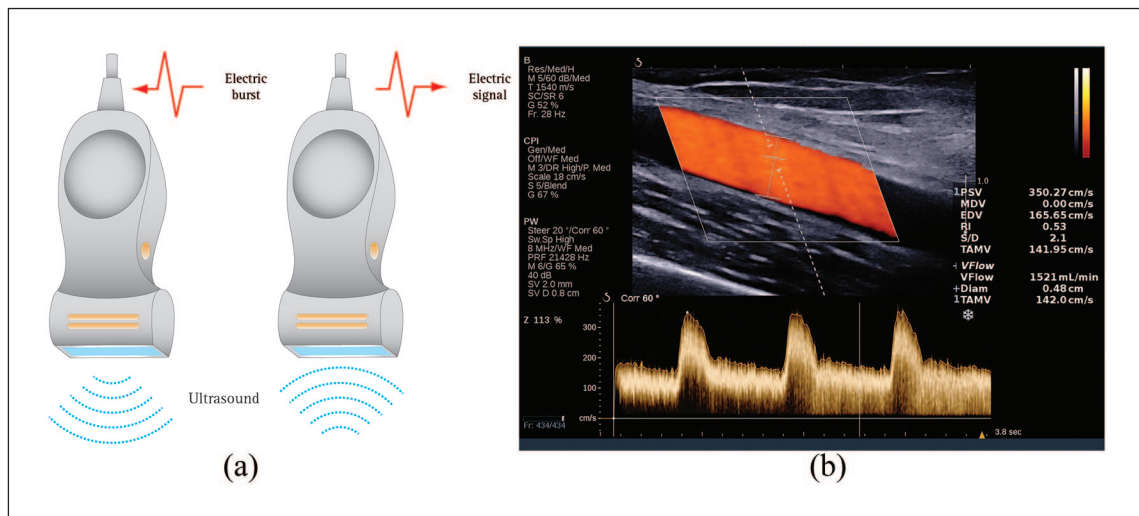 Electric
burst
Electric
signal
Ultrasound
(a)
B
Res/Med/H
M 5/60 dB/Med
T 1540 m/s
SC/SR 6
G 52 %
Fr. 28 Hz
CPI
Gen/Med
Off/WF Med
M 3/DR High/P. Med
Scale 18 cm/s
S 5/Blend
G 67 %
PW
Steer 20 °/Corr 60 °
Sw.Sp High
8 MHz/WF Med
PRF 21428 Hz
M 6/G 65 %
40 dB
SV 2.0 mm
SV D 0.8 cm
Z 113 %
Fr: 434/434
1.0
1 PSV 350.27 cm/s
MDV 0.00 cm/s
EDV 165.65 cm/s
RI 0.53
S/D 2.1
TAMV 141.95 cm/s
VFlow
VFlow 1521 mL/min
+Diam 0.48 cm
1 TAMV 142.0 cm/s
Corr 60 °
300
200
100
cm/s
3.8 sec
(b)